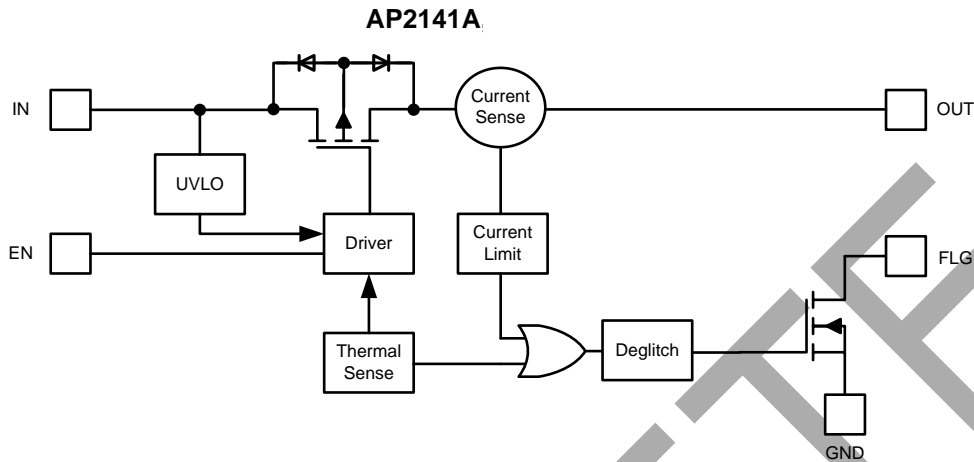 AP2141A
IN
Current
Sense
OUT
UVLO
EN
Driver
Current
Limit
FLG
Thermal
Sense
Deglitch
GND